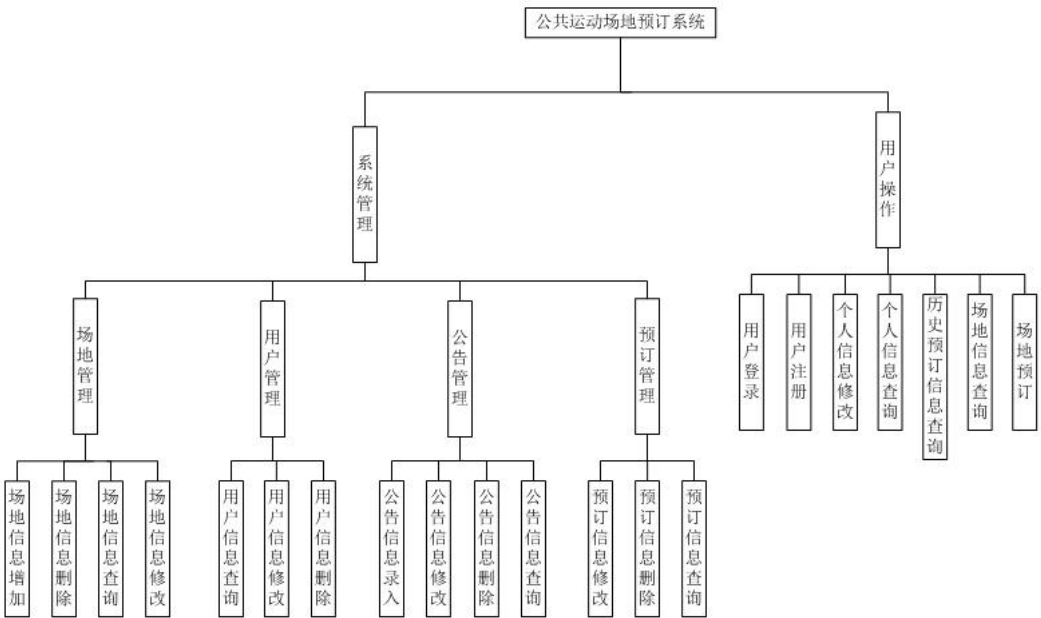 公共运动场地预订系统
系统管理
用户操作
场地管理
用户管理
公告管理
预订管理
用户登录
用户注册
个人信息修改
个人信息查询
历史预订信息查询
场地信息查询
场地预订
场地信息增加
场地信息删除
场地信息查询
场地信息修改
用户信息查询
用户信息修改
用户信息删除
公告信息录入
公告信息修改
公告信息删除
公告信息查询
预订信息修改
预订信息删除
预订信息查询